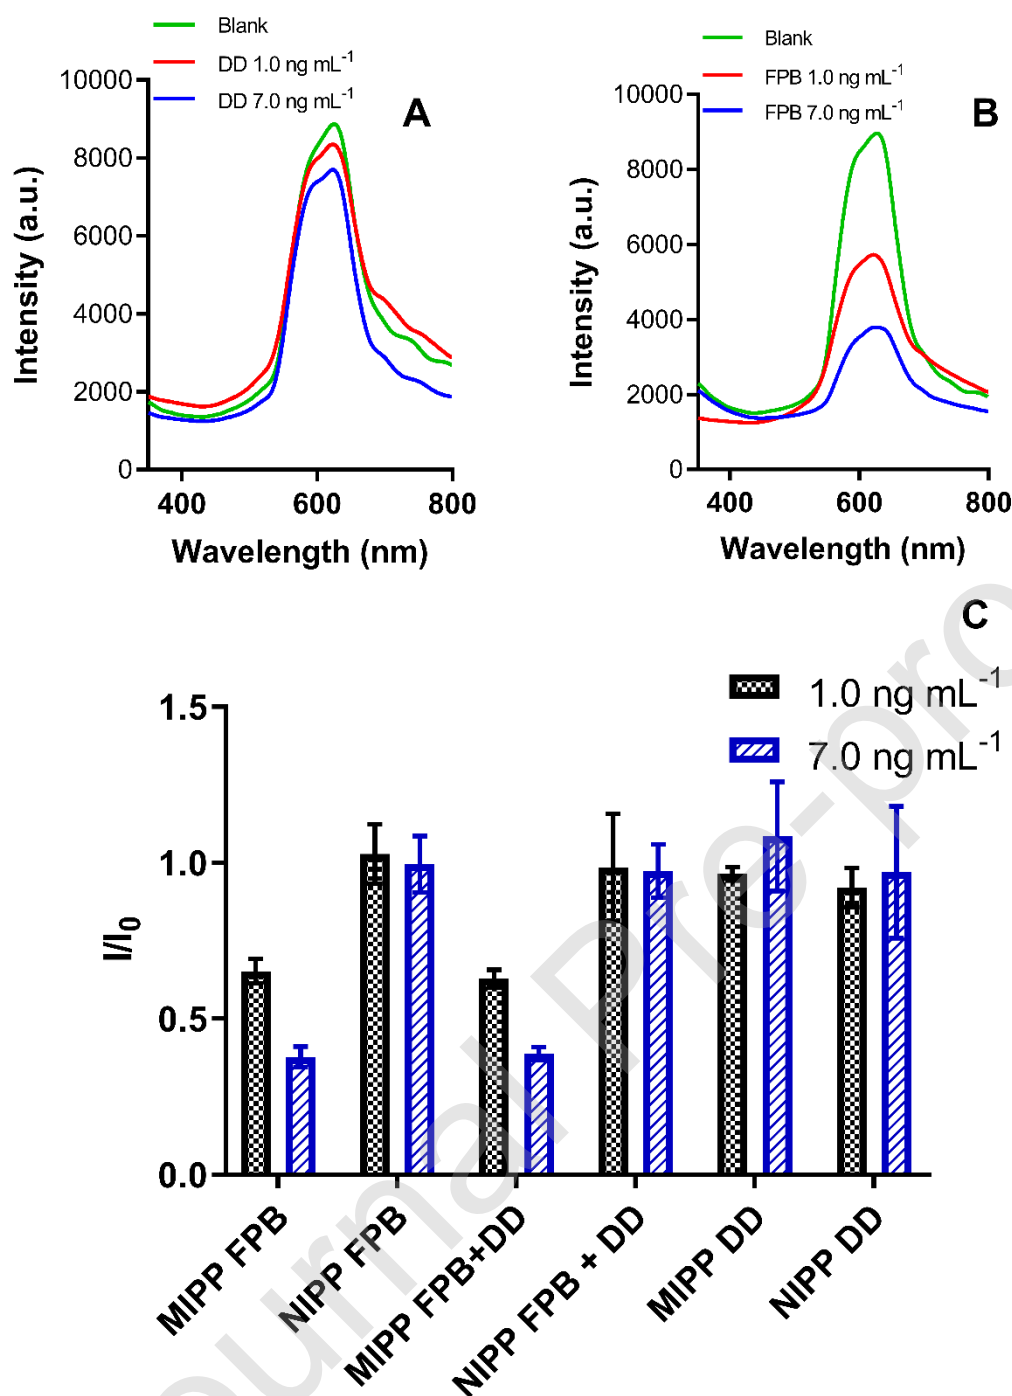 Blank
DD 1.0 ng mL⁻¹
DD 7.0 ng mL⁻¹
A
10000
8000
6000
4000
2000
0
Intensity (a.u.)
400 600 800
Wavelength (nm)
Blank
FPB 1.0 ng mL⁻¹
FPB 7.0 ng mL⁻¹
B
10000
8000
6000
4000
2000
0
Intensity (a.u.)
400 600 800
Wavelength (nm)
C
1.0 ng mL⁻¹
7.0 ng mL⁻¹
1.5
1.0
0.5
0.0
I/I₀
MIPP FPB
NIPP FPB
MIPP FPB+DD
NIPP FPB + DD
MIPP DD
NIPP DD
ournal Pre-pro